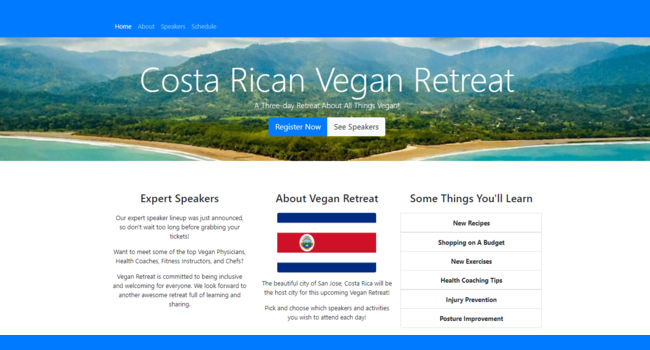 Home About Speakers Schedule
Costa Rican Vegan Retreat
A Three-day Retreat About All Things Vegan!
Register Now See Speakers
Expert Speakers
Our expert speaker lineup was just announced,
so don't wait too long before grabbing your
tickets!
Want to meet some of the top Vegan Physicians,
Health Coaches, Fitness Instructors, and Chefs?
Vegan Retreat is committed to being inclusive
and welcoming for everyone. We look forward to
another awesome retreat full of learning and
sharing.
About Vegan Retreat
The beautiful city of San Jose, Costa Rica will be
the host city for this upcoming Vegan Retreat!
Pick and choose which speakers and activities
you wish to attend each day!
Some Things You'll Learn
New Recipes
Shopping on A Budget
New Exercises
Health Coaching Tips
Injury Prevention
Posture Improvement